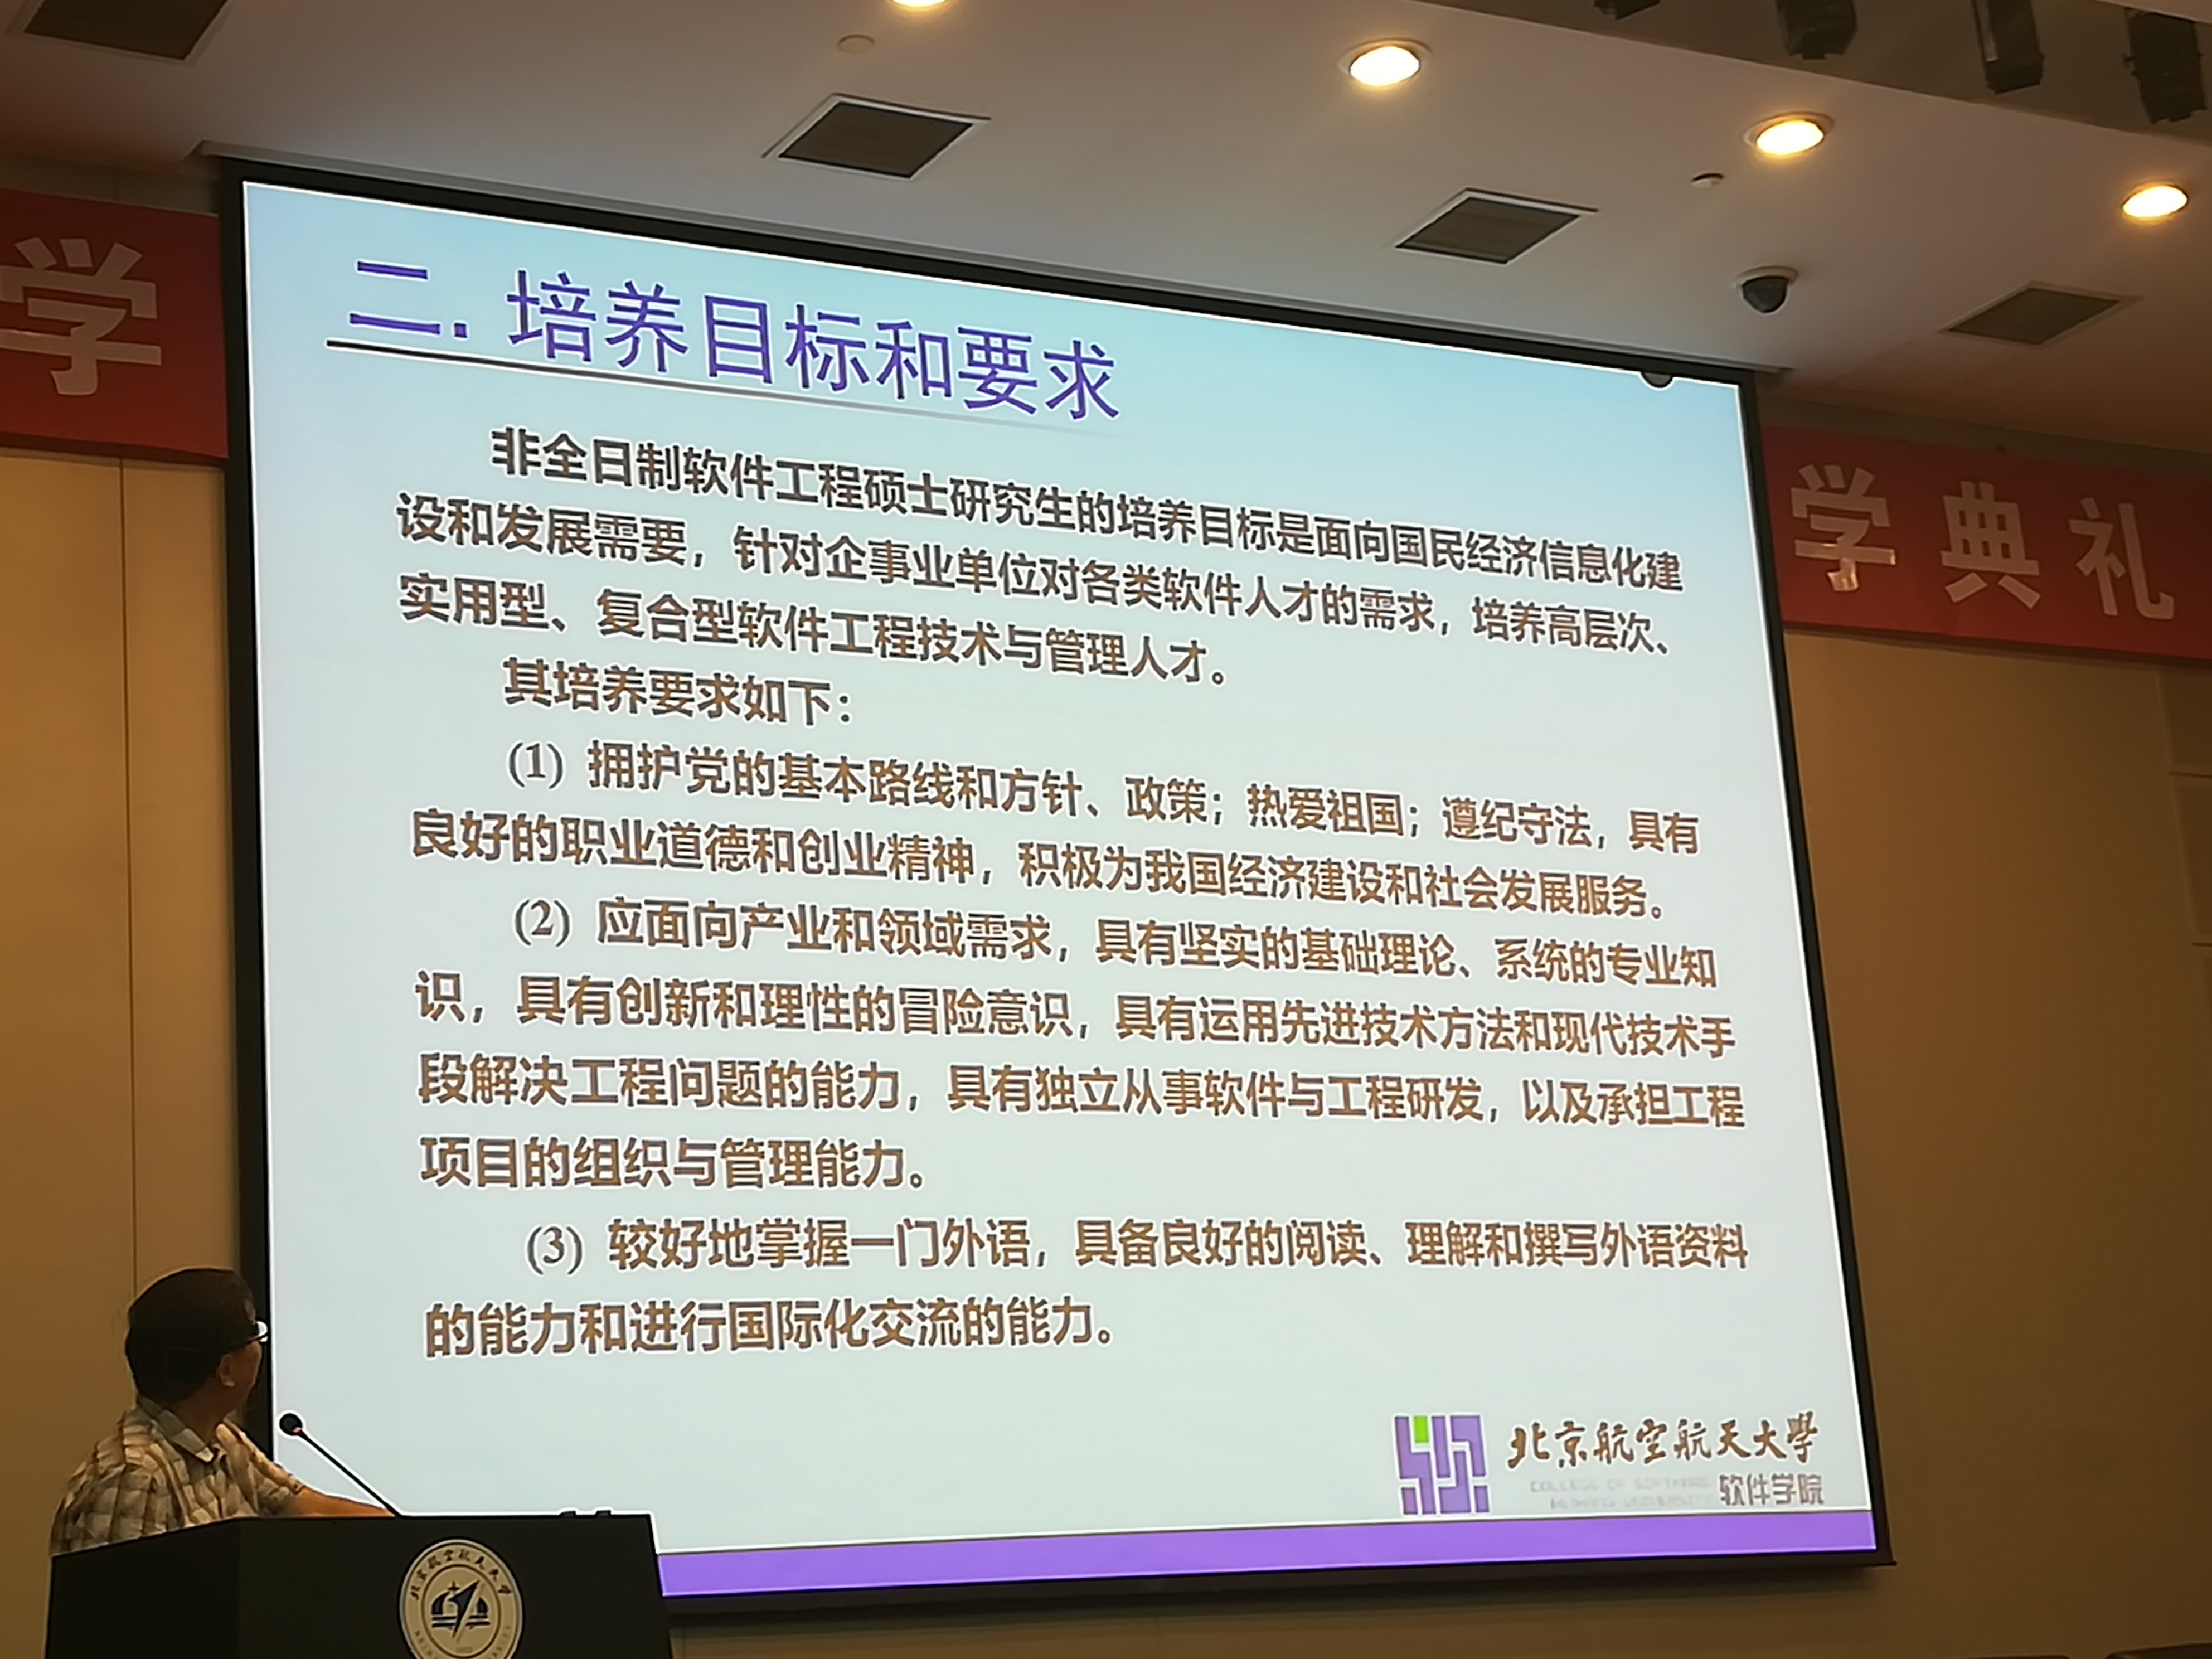 学
学典礼
二. 培养目标和要求
非全日制软件工程硕士研究生的培养目标是面向国民经济信息化建
设和发展需要，针对企事业单位对各类软件人才的需求，培养高层次、
实用型、复合型软件工程技术与管理人才。
其培养要求如下：
(1) 拥护党的基本路线和方针、政策；热爱祖国；遵纪守法，具有
良好的职业道德和创业精神，积极为我国经济建设和社会发展服务。
(2) 应面向产业和领域需求，具有坚实的基础理论、系统的专业知
识，具有创新和理性的冒险意识，具有运用先进技术方法和现代技术手
段解决工程问题的能力，具有独立从事软件与工程研发，以及承担工程
项目的组织与管理能力。
(3) 较好地掌握一门外语，具备良好的阅读、理解和撰写外语资料
的能力和进行国际化交流的能力。
北京航空航天大學
COLLEGE OF SOFTWARE
软件学院
北京航空航天大学